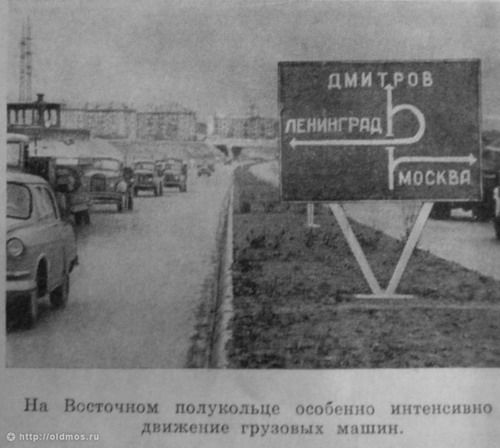 ДМИТРОВ
ЛЕНИНГРАД
МОСКВА
На Восточном полукольце особенно интенсивно
движение грузовых машин.
http://oldmos.ru